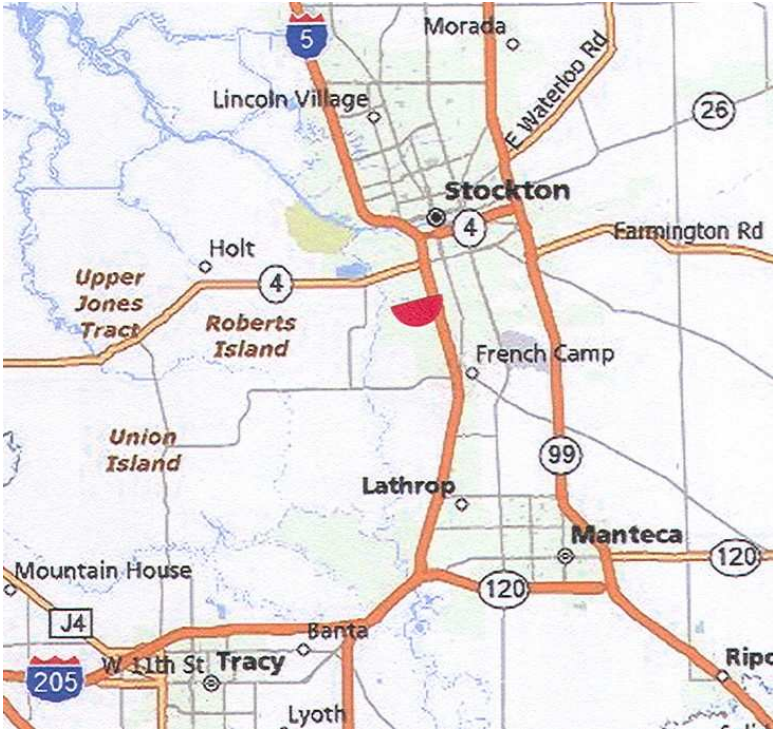 5
Morada
Lincoln Village
E Waterloo Rd
26
Stockton
4
Farmington Rd
Holt
4
Upper
Jones
Tract
Roberts
Island
French Camp
Union
Island
99
Lathrop
Manteca
120
120
Mountain House
J4
Banta
W 11th St
Tracy
205
Ripo
Lyoth